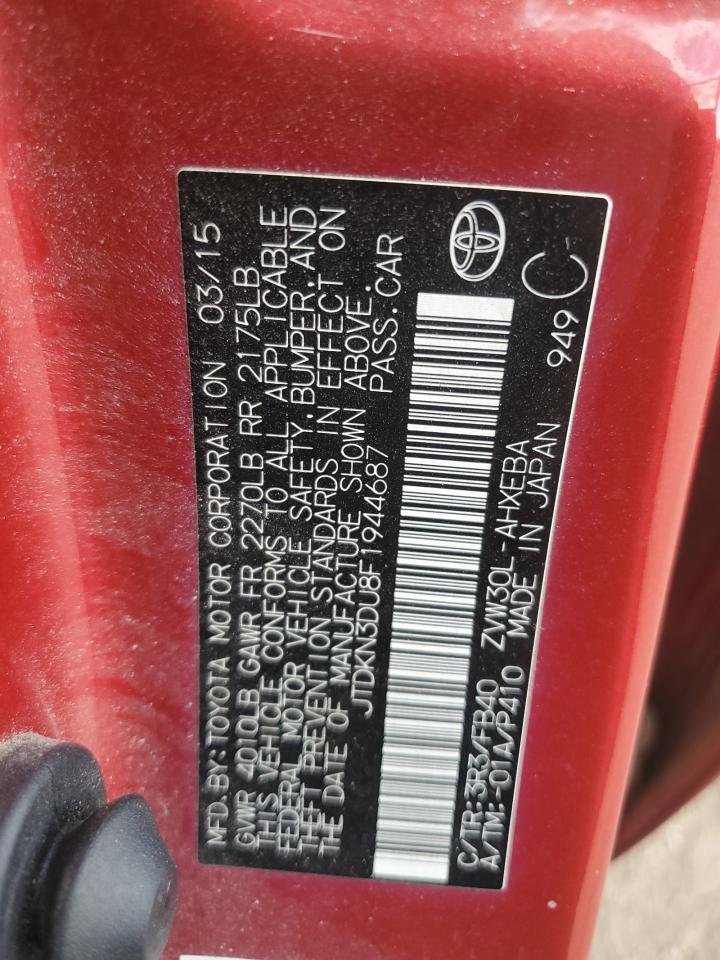 MFD.BY: TOYOTA MOTOR CORPORATION 03/15
GVWR 4010LB GAWR FR 2270LB RR 2175LB
THIS VEHICLE CONFORMS TO ALL APPLICABLE
FEDERAL MOTOR VEHICLE SAFETY, BUMPER, AND
THEFT PREVENTION STANDARDS IN EFFECT ON
THE DATE OF MANUFACTURE SHOWN ABOVE.
JTDKN3DU8F1944687 PASS.CAR
C/TR: 3R3/FB40 ZVW30L-AHXEBA
A/TM: -01A/P410 MADE IN JAPAN
949 C